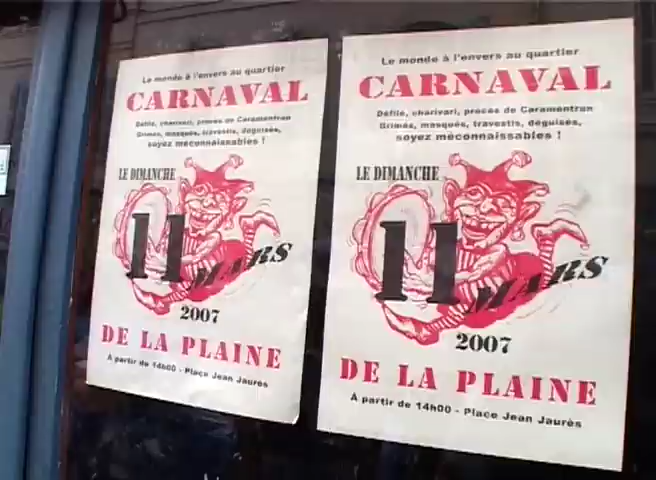 Le monde à l'envers au quartier
CARNAVAL
Défilé, charivari, procès de Caramentran
Grimés, masqués, travestis, déguisés,
soyez méconnaissables !
LE DIMANCHE
11
MARS
2007
DE LA PLAINE
À partir de 14h00 - Place Jean Jaurès
Le monde à l'envers au quartier
CARNAVAL
Défilé, charivari, procès de Caramentran
Grimés, masqués, travestis, déguisés,
soyez méconnaissables !
LE DIMANCHE
11
MARS
2007
DE LA PLAINE
À partir de 14h00 - Place Jean Jaurès